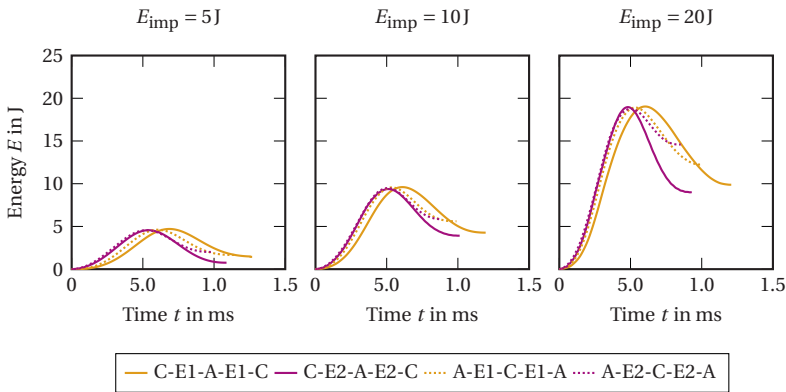 E_imp = 5 J E_imp = 10 J E_imp = 20 J
Energy E in J
25
20
15
10
5
0
0 5.0 1.0 1.5 0 5.0 1.0 1.5 0 5.0 1.0 1.5
Time t in ms Time t in ms Time t in ms
C-E1-A-E1-C C-E2-A-E2-C A-E1-C-E1-A A-E2-C-E2-A